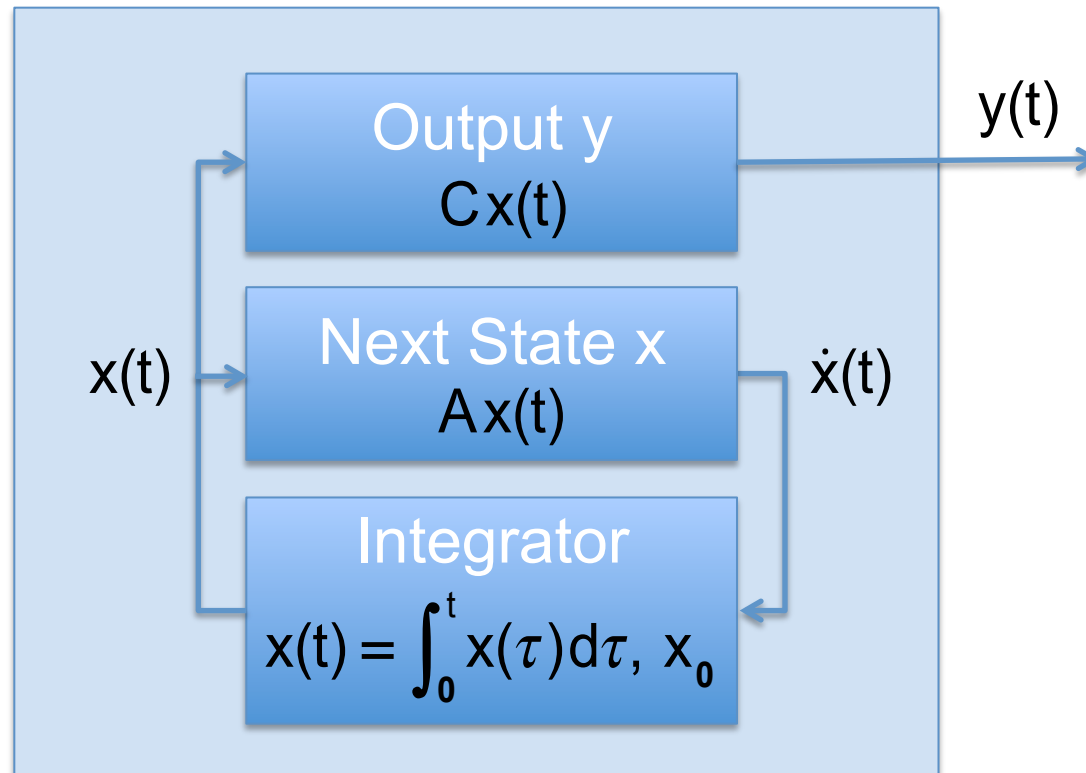 Output y
Cx(t)
y(t)
Next State x
Ax(t)
x(t)
ẋ(t)
Integrator
x(t) = ∫₀ᵗ x(τ)dτ, x₀